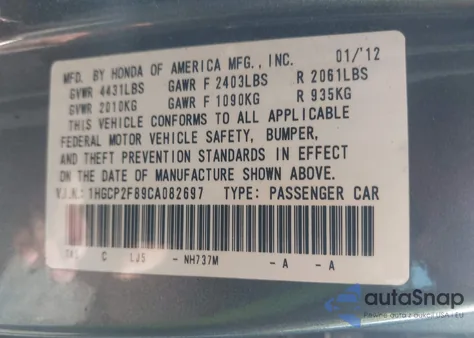 MFD. BY HONDA OF AMERICA MFG., INC. 01/'12
GVWR 4431LBS GAWR F 2403LBS R 2061LBS
GVWR 2010KG GAWR F 1090KG R 935KG
THIS VEHICLE CONFORMS TO ALL APPLICABLE
FEDERAL MOTOR VEHICLE SAFETY, BUMPER,
AND THEFT PREVENTION STANDARDS IN EFFECT
ON THE DATE OF MANUFACTURE SHOWN ABOVE.
V.I.N.: 1HGCP2F89CA082697 TYPE: PASSENGER CAR
C LJ5 - NH737M - A - A
autoSnap